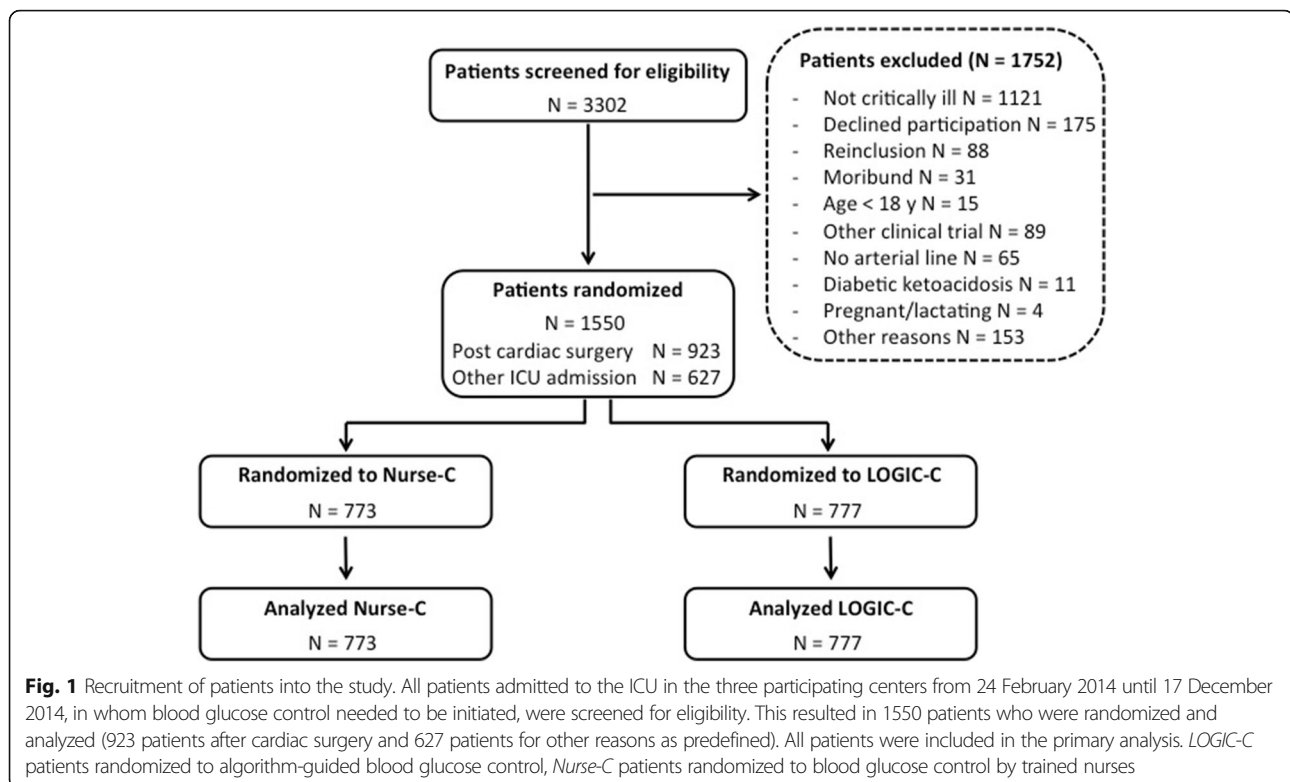 Patients screened for eligibility
N = 3302
Patients excluded (N = 1752)
- Not critically ill N = 1121
- Declined participation N = 175
- Reinclusion N = 88
- Moribund N = 31
- Age < 18 y N = 15
- Other clinical trial N = 89
- No arterial line N = 65
- Diabetic ketoacidosis N = 11
- Pregnant/lactating N = 4
- Other reasons N = 153
Patients randomized
N = 1550
Post cardiac surgery N = 923
Other ICU admission N = 627
Randomized to Nurse-C
N = 773
Randomized to LOGIC-C
N = 777
Analyzed Nurse-C
N = 773
Analyzed LOGIC-C
N = 777
Fig. 1 Recruitment of patients into the study. All patients admitted to the ICU in the three participating centers from 24 February 2014 until 17 December
2014, in whom blood glucose control needed to be initiated, were screened for eligibility. This resulted in 1550 patients who were randomized and
analyzed (923 patients after cardiac surgery and 627 patients for other reasons as predefined). All patients were included in the primary analysis. LOGIC-C
patients randomized to algorithm-guided blood glucose control, Nurse-C patients randomized to blood glucose control by trained nurses